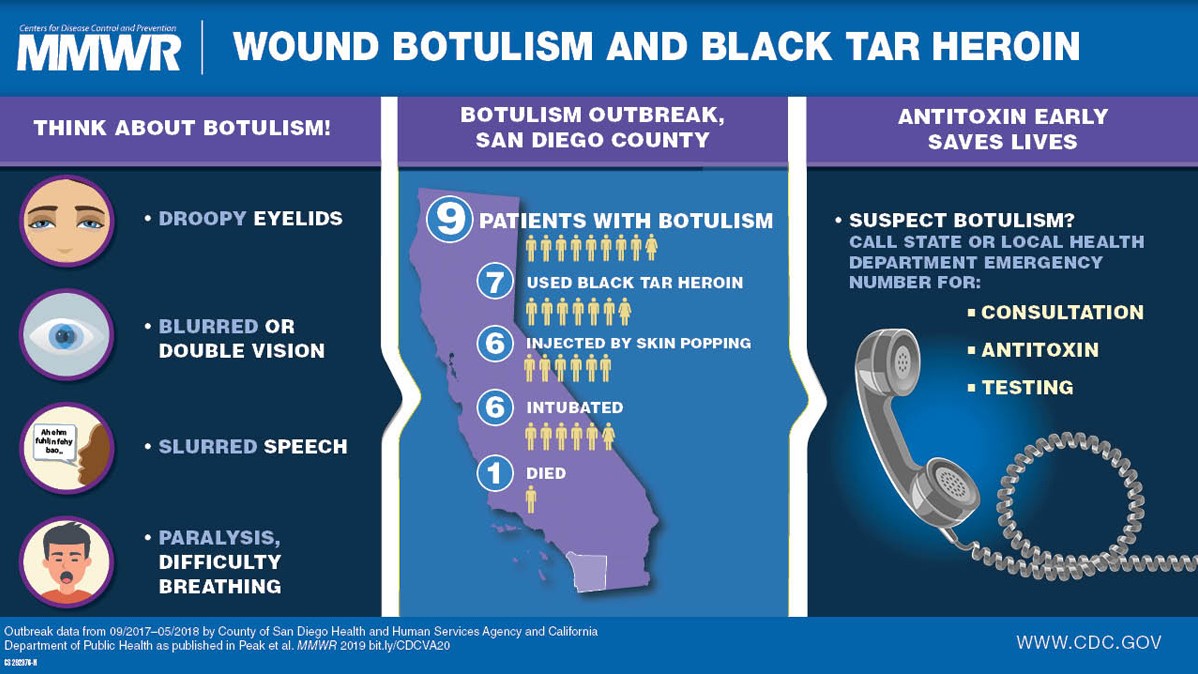 Centers for Disease Control and Prevention
MMWR
WOUND BOTULISM AND BLACK TAR HEROIN
THINK ABOUT BOTULISM!
• DROOPY EYELIDS
• BLURRED OR
DOUBLE VISION
Ah ehm
fuhlin fehy
bao..
• SLURRED SPEECH
• PARALYSIS,
DIFFICULTY
BREATHING
BOTULISM OUTBREAK,
SAN DIEGO COUNTY
9 PATIENTS WITH BOTULISM
7 USED BLACK TAR HEROIN
6 INJECTED BY SKIN POPPING
6 INTUBATED
1 DIED
ANTITOXIN EARLY
SAVES LIVES
• SUSPECT BOTULISM?
CALL STATE OR LOCAL HEALTH
DEPARTMENT EMERGENCY
NUMBER FOR:
▪ CONSULTATION
▪ ANTITOXIN
▪ TESTING
Outbreak data from 09/2017–05/2018 by County of San Diego Health and Human Services Agency and California
Department of Public Health as published in Peak et al. MMWR 2019 bit.ly/CDCVA20
WWW.CDC.GOV